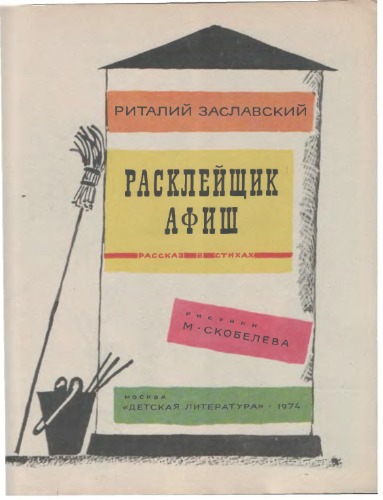 РИТАЛИЙ ЗАСЛАВСКИЙ
РАСКЛЕЙЩИК
АФИШ
РАССКАЗ В СТИХАХ
РИСУНКИ
М. СКОБЕЛЕВА
МОСКВА
«ДЕТСКАЯ ЛИТЕРАТУРА» · 1974